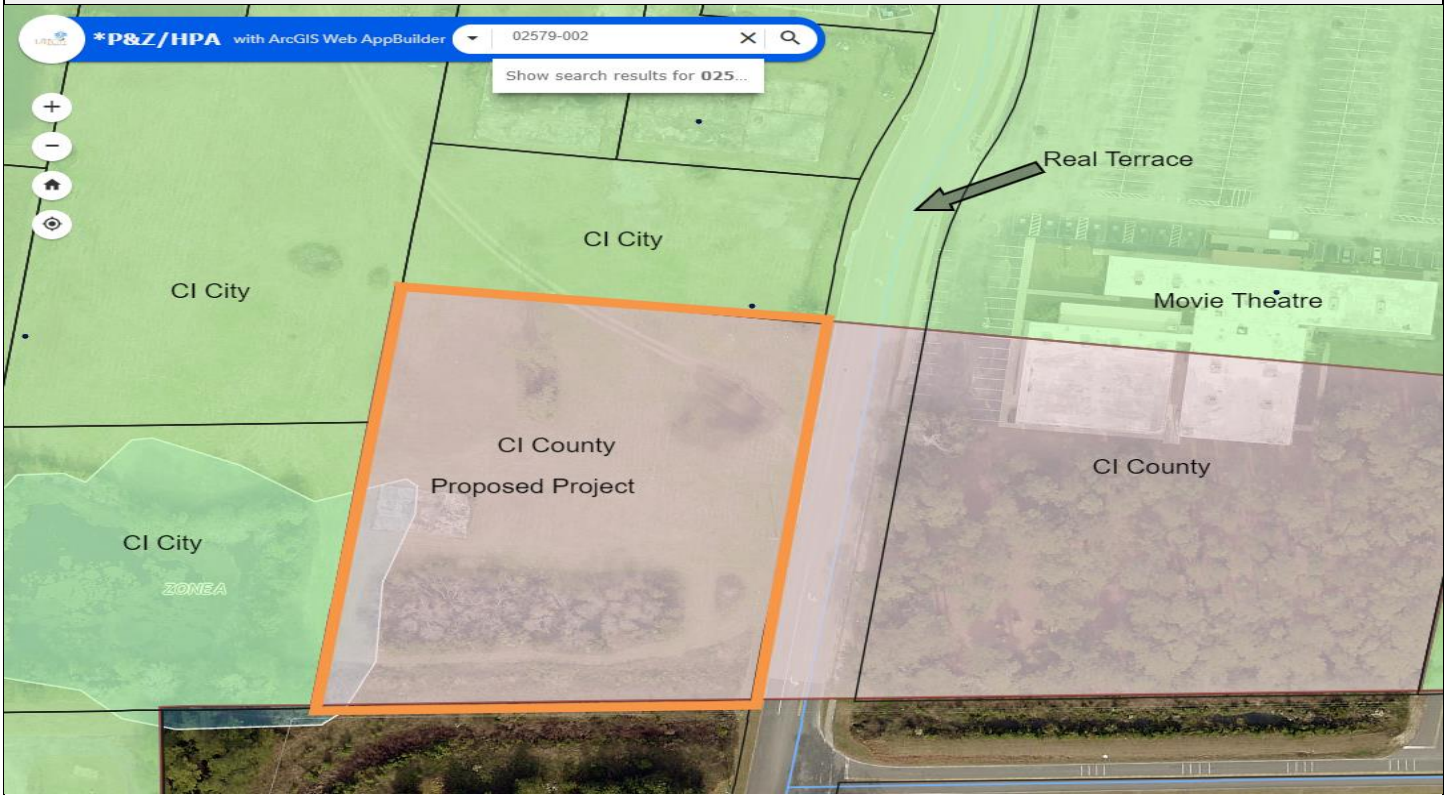 *P&Z/HPA with ArcGIS Web AppBuilder 02579-002
Show search results for 025...
Real Terrace
CI City
CI City
Movie Theatre
CI County
Proposed Project
CI County
CI City
ZONEA